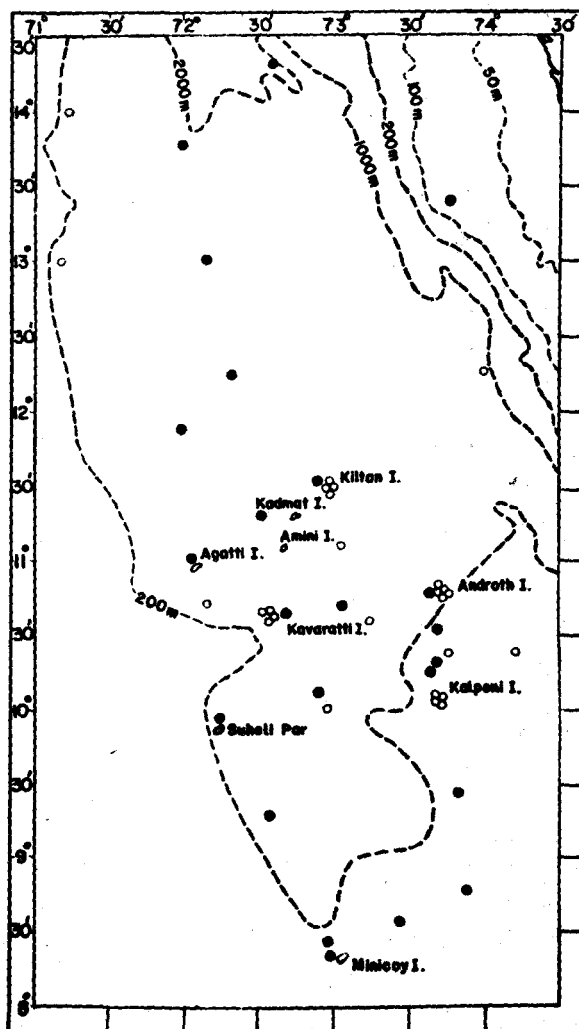 71° 30' 72° 30' 73° 30' 74° 30'
30'
2000m
1000m
200m
100m
50m
14°
30'
13°
30'
12°
30'
Kiltan I.
Kadmat I.
Amini I.
11°
Agatti I.
Androth I.
200m
30'
Kavaratti I.
Kalpeni I.
10°
Suheli Par
30'
9°
30'
Minicoy I.
8°